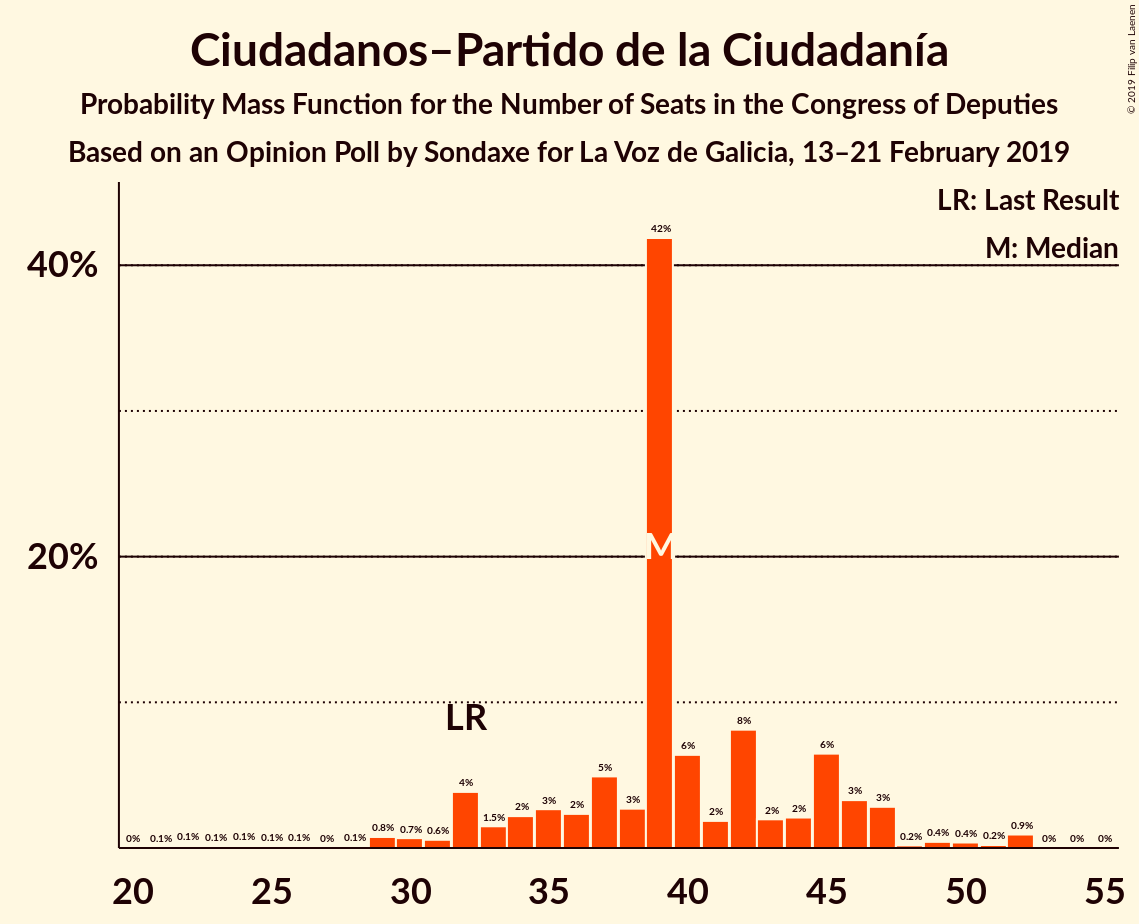 Ciudadanos–Partido de la Ciudadanía
Probability Mass Function for the Number of Seats in the Congress of Deputies
Based on an Opinion Poll by Sondaxe for La Voz de Galicia, 13–21 February 2019
© 2019 Filip van Laenen
LR: Last Result
M: Median
40%
20%
LR
M
0% 0.1% 0.1% 0.1% 0.1% 0.1% 0.1% 0% 0.1% 0.8% 0.7% 0.6% 4% 1.5% 2% 3% 2% 5% 3% 42% 6% 2% 8% 2% 2% 6% 3% 3% 0.2% 0.4% 0.4% 0.2% 0.9% 0% 0% 0%
20 25 30 35 40 45 50 55